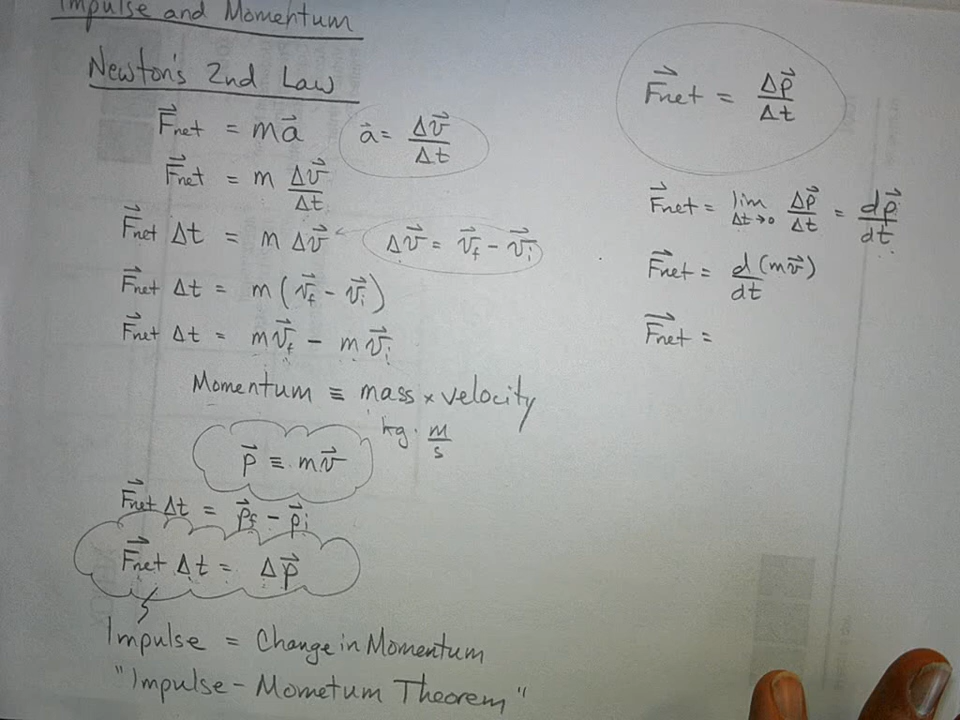 Impulse and Momentum
Newton's 2nd Law
F⃗net = ma⃗
a⃗ = Δv⃗/Δt
F⃗net = m Δv⃗/Δt
F⃗net Δt = m Δv⃗
Δv⃗ = v⃗f - v⃗i
F⃗net Δt = m(v⃗f - v⃗i)
F⃗net Δt = mv⃗f - mv⃗i
Momentum ≡ mass × velocity
kg · m/s
p⃗ ≡ mv⃗
F⃗net Δt = p⃗f - p⃗i
F⃗net Δt = Δp⃗
Impulse = Change in Momentum
"Impulse - Mometum Theorem"
F⃗net = Δp⃗/Δt
F⃗net = lim Δt→0 Δp⃗/Δt = dp⃗/dt
F⃗net = d(mv⃗)/dt
F⃗net =